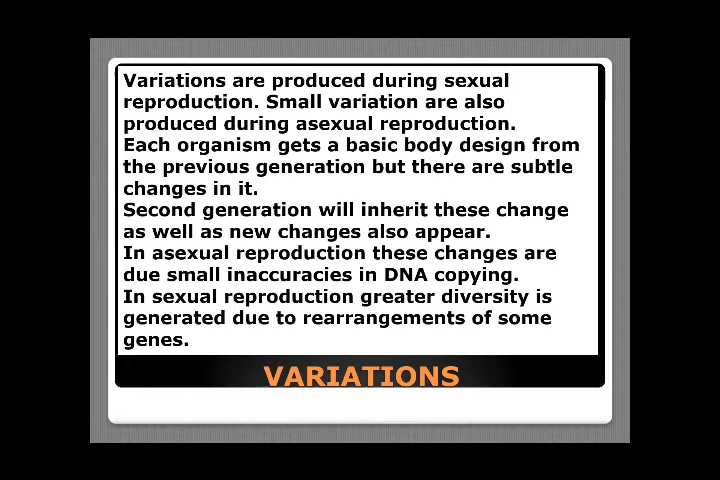 Variations are produced during sexual
reproduction. Small variation are also
produced during asexual reproduction.
Each organism gets a basic body design from
the previous generation but there are subtle
changes in it.
Second generation will inherit these change
as well as new changes also appear.
In asexual reproduction these changes are
due small inaccuracies in DNA copying.
In sexual reproduction greater diversity is
generated due to rearrangements of some
genes.
VARIATIONS